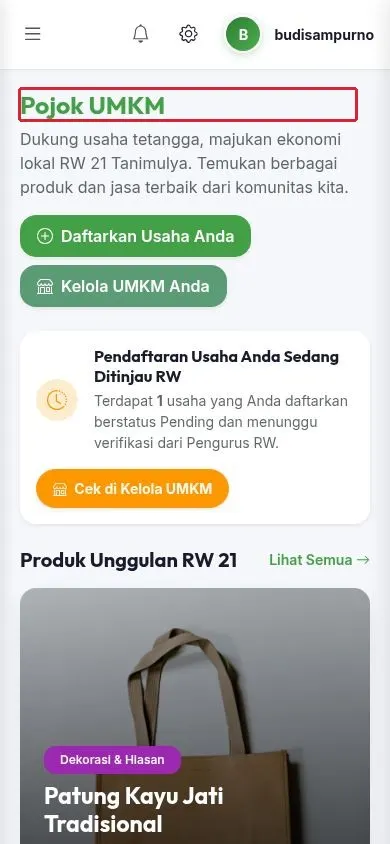 B
budisampurno
Pojok UMKM
Dukung usaha tetangga, majukan ekonomi
lokal RW 21 Tanimulya. Temukan berbagai
produk dan jasa terbaik dari komunitas kita.
Daftarkan Usaha Anda
Kelola UMKM Anda
Pendaftaran Usaha Anda Sedang
Ditinjau RW
Terdapat 1 usaha yang Anda daftarkan
berstatus Pending dan menunggu
verifikasi dari Pengurus RW.
Cek di Kelola UMKM
Produk Unggulan RW 21
Lihat Semua →
Dekorasi & Hiasan
Patung Kayu Jati
Tradisional